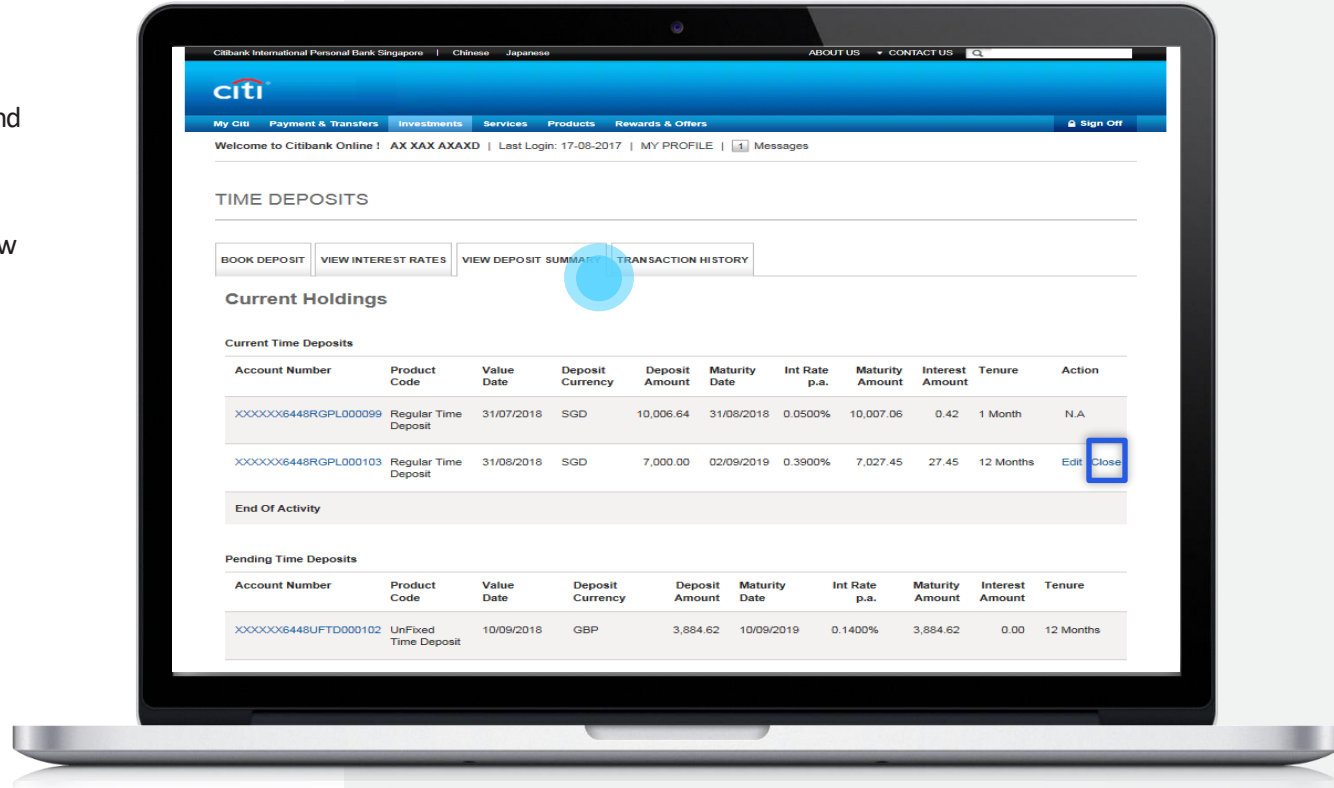 nd
w
Citibank International Personal Bank Singapore | Chinese Japanese ABOUT US CONTACT US
citi
My Citi Payment & Transfers Investments Services Products Rewards & Offers Sign Off
Welcome to Citibank Online ! AX XAX AXAXD | Last Login: 17-08-2017 | MY PROFILE | 1 Messages
TIME DEPOSITS
BOOK DEPOSIT VIEW INTEREST RATES VIEW DEPOSIT SUMMARY TRANSACTION HISTORY
Current Holdings
Current Time Deposits
Account Number Product Value Deposit Deposit Maturity Int Rate Maturity Interest Tenure Action
Code Date Currency Amount Date p.a. Amount Amount
XXXXXX6448RGPL000099 Regular Time 31/07/2018 SGD 10,006.64 31/08/2018 0.0500% 10,007.06 0.42 1 Month N.A
Deposit
XXXXXX6448RGPL000103 Regular Time 31/08/2018 SGD 7,000.00 02/09/2019 0.3900% 7,027.45 27.45 12 Months Edit Close
Deposit
End Of Activity
Pending Time Deposits
Account Number Product Value Deposit Deposit Maturity Int Rate Maturity Interest Tenure
Code Date Currency Amount Date p.a. Amount Amount
XXXXXX6448UFTD000102 UnFixed 10/09/2018 GBP 3,884.62 10/09/2019 0.1400% 3,884.62 0.00 12 Months
Time Deposit